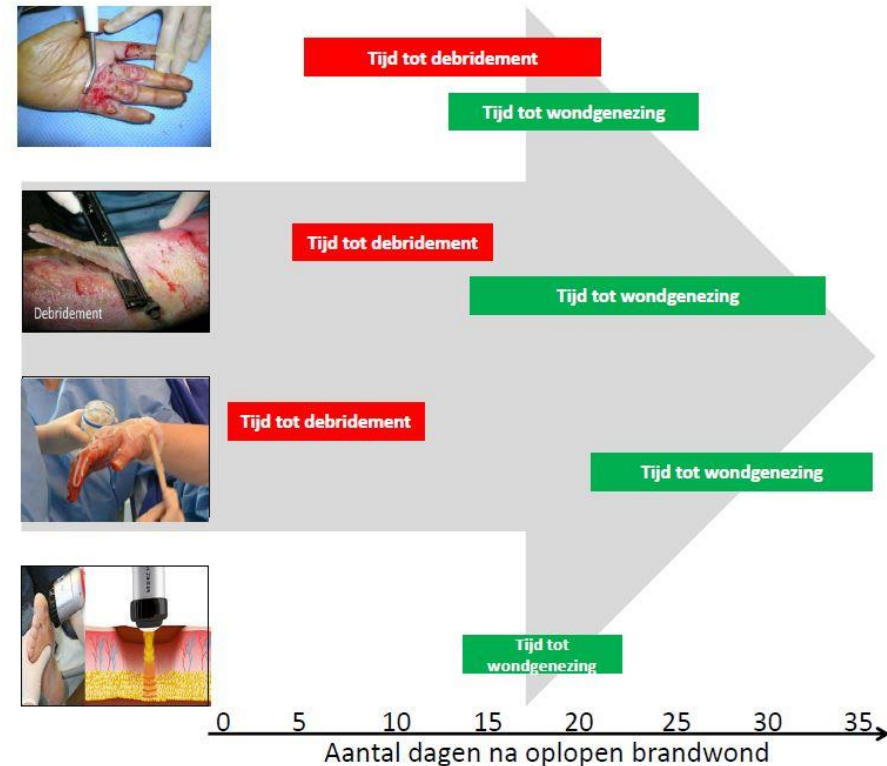 Tijd tot debridement
Tijd tot wondgenezing
Tijd tot debridement
Tijd tot wondgenezing
Debridement
Tijd tot debridement
Tijd tot wondgenezing
Tijd tot
wondgenezing
0 5 10 15 20 25 30 35
Aantal dagen na oplopen brandwond